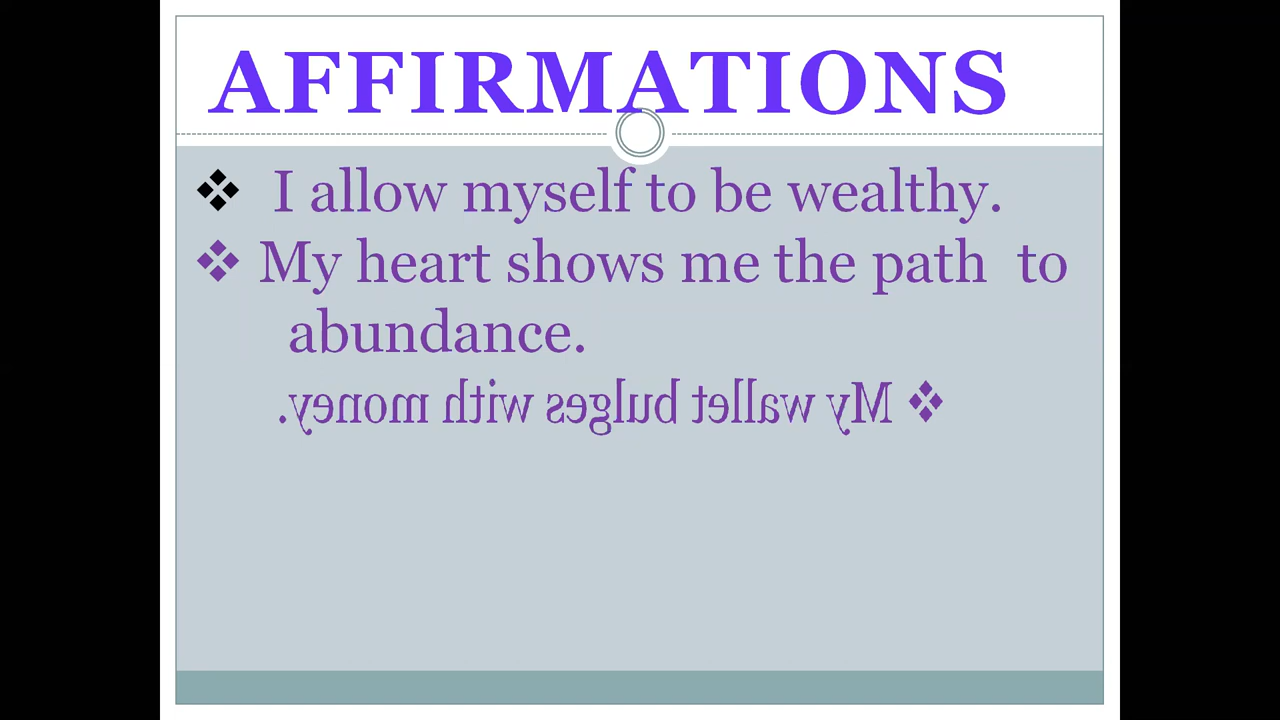 AFFIRMATIONS
❖ I allow myself to be wealthy.
❖ My heart shows me the path to
abundance.
❖ My wallet bulges with money.